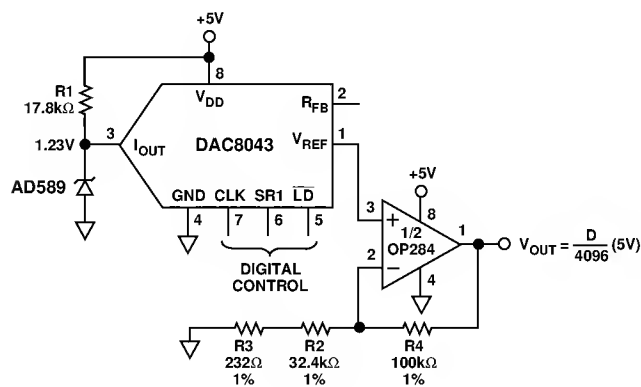 +5V
8
R1
17.8kΩ
VDD
RFB
2
1.23V
3
IOUT
DAC8043
VREF
1
AD589
GND
CLK
SR1
LD
4
7
6
5
DIGITAL
CONTROL
+5V
3
+
8
1/2
OP284
1
2
−
4
VOUT = D/4096 (5V)
R3
232Ω
1%
R2
32.4kΩ
1%
R4
100kΩ
1%